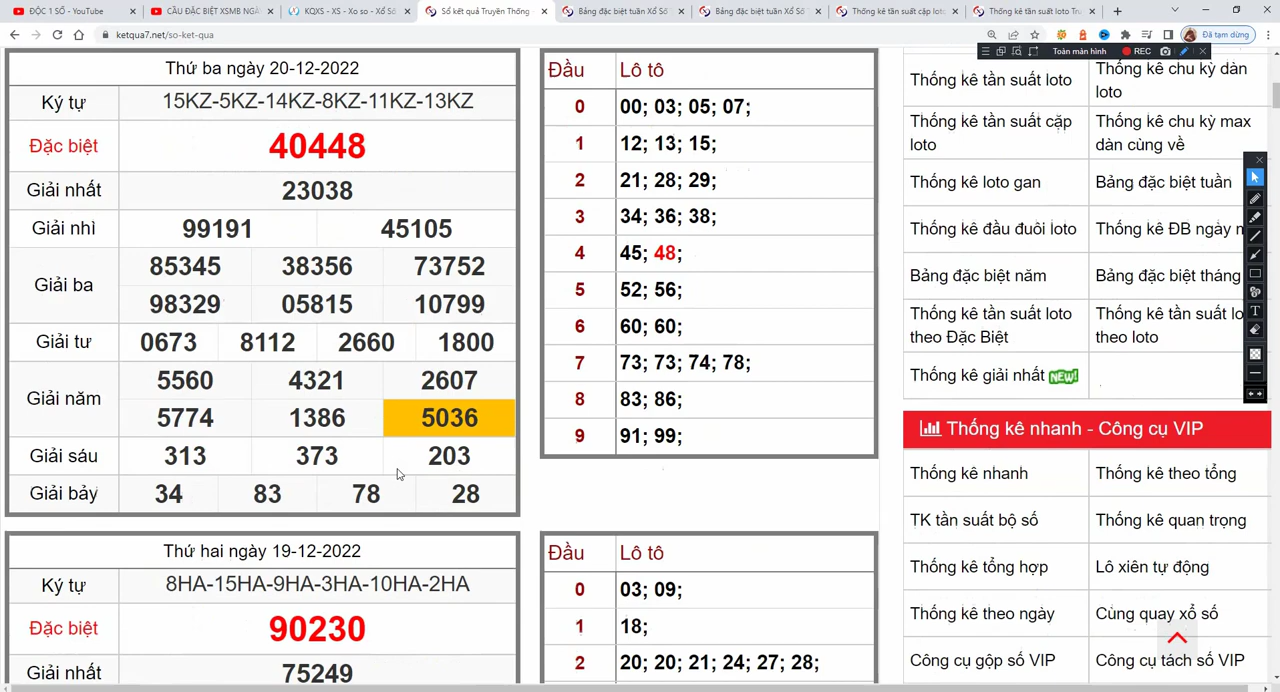 ĐỘC 1 SỐ - YouTube
CẦU ĐẶC BIỆT XSMB NGÀ
KQXS - XS - Xo so - Xổ Số
Sổ kết quả Truyền Thống
Bảng đặc biệt tuần Xổ Số
Bảng đặc biệt tuần Xổ Số
Thống kê tần suất cặp lot
Thống kê tần suất loto Tru
ketqua7.net/so-ket-qua
Đã tạm dừng
Toàn màn hình
REC
Thứ ba ngày 20-12-2022
Ký tự 15KZ-5KZ-14KZ-8KZ-11KZ-13KZ
Đặc biệt 40448
Giải nhất 23038
Giải nhì 99191 45105
Giải ba 85345 38356 73752
98329 05815 10799
Giải tư 0673 8112 2660 1800
Giải năm 5560 4321 2607
5774 1386 5036
Giải sáu 313 373 203
Giải bảy 34 83 78 28
Thứ hai ngày 19-12-2022
Ký tự 8HA-15HA-9HA-3HA-10HA-2HA
Đặc biệt 90230
Giải nhất 75249
Đầu Lô tô
0 00; 03; 05; 07;
1 12; 13; 15;
2 21; 28; 29;
3 34; 36; 38;
4 45; 48;
5 52; 56;
6 60; 60;
7 73; 73; 74; 78;
8 83; 86;
9 91; 99;
Đầu Lô tô
0 03; 09;
1 18;
2 20; 20; 21; 24; 27; 28;
Thống kê tần suất loto
Thống kê chu kỳ dàn
loto
Thống kê tần suất cặp
loto
Thống kê chu kỳ max
dàn cùng về
Thống kê loto gan
Bảng đặc biệt tuần
Thống kê đầu đuôi loto
Thống kê ĐB ngày m
Bảng đặc biệt năm
Bảng đặc biệt tháng
Thống kê tần suất loto
theo Đặc Biệt
Thống kê tần suất lo
theo loto
Thống kê giải nhất NEW!
Thống kê nhanh - Công cụ VIP
Thống kê nhanh
Thống kê theo tổng
TK tần suất bộ số
Thống kê quan trọng
Thống kê tổng hợp
Lô xiên tự động
Thống kê theo ngày
Cùng quay xổ số
Công cụ gộp số VIP
Công cụ tách số VIP